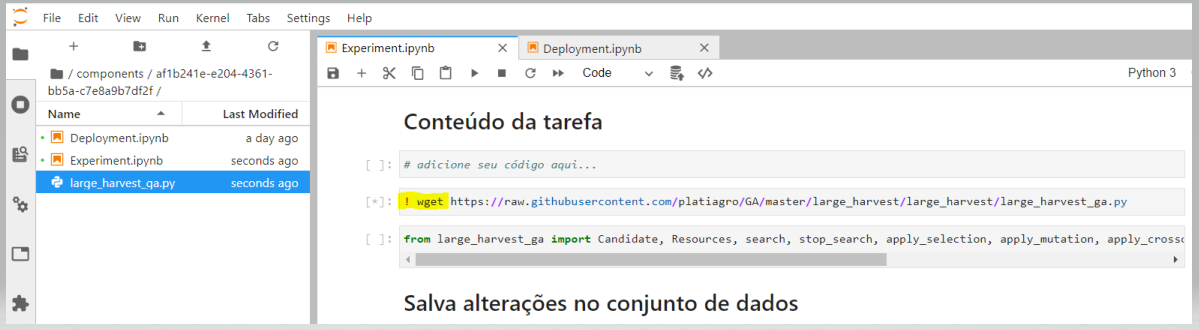 File Edit View Run Kernel Tabs Settings Help
Experiment.ipynb
Deployment.ipynb
/ components / af1b241e-e204-4361-
bb5a-c7e8a9b7df2f /
Code
Python 3
Name Last Modified
Deployment.ipynb a day ago
Experiment.ipynb seconds ago
large_harvest_ga.py seconds ago
Conteúdo da tarefa
[ ]: # adicione seu código aqui...
[*]: ! wget https://raw.githubusercontent.com/platiagro/GA/master/large_harvest/large_harvest/large_harvest_ga.py
[ ]: from large_harvest_ga import Candidate, Resources, search, stop_search, apply_selection, apply_mutation, apply_crosso
Salva alterações no conjunto de dados